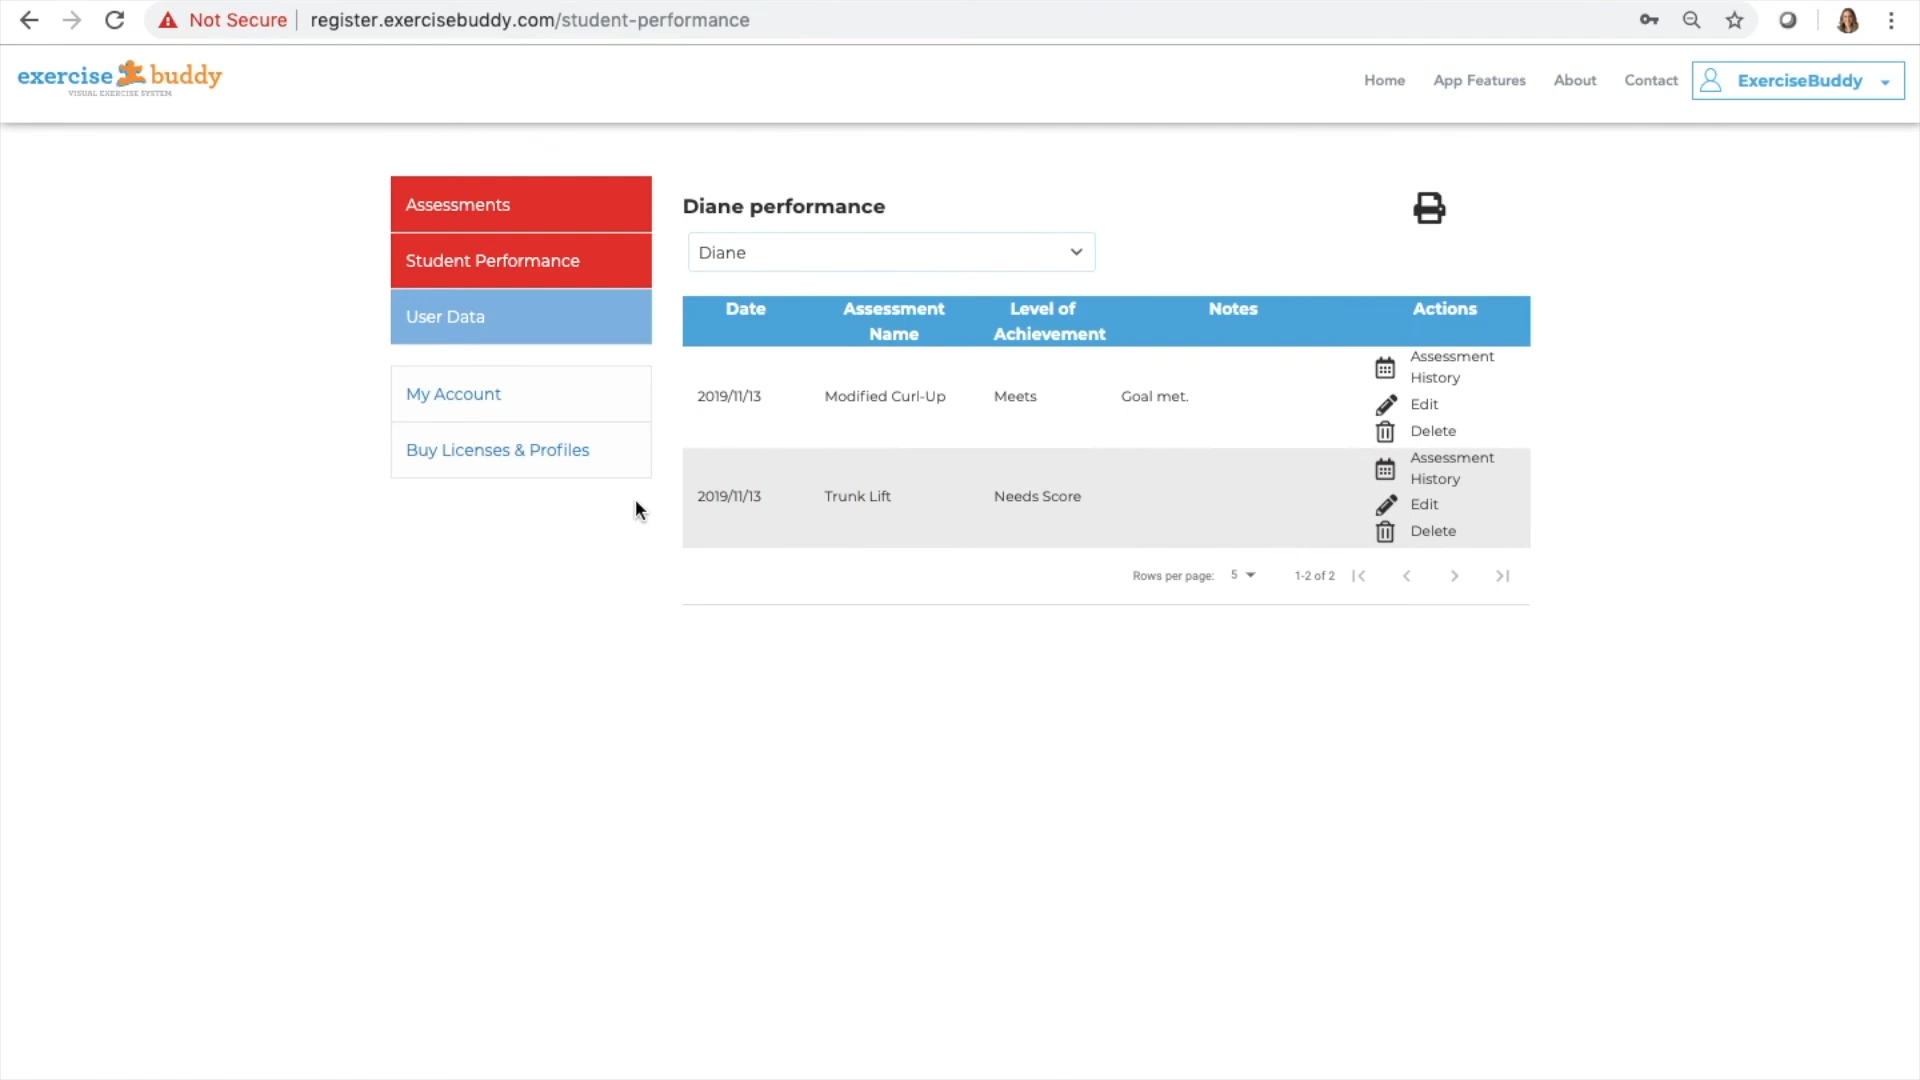 Not Secure register.exercisebuddy.com/student-performance
exercise buddy
VISUAL EXERCISE SYSTEM
Home App Features About Contact ExerciseBuddy
Assessments
Student Performance
User Data
My Account
Buy Licenses & Profiles
Diane performance
Diane
Date Assessment Name Level of Achievement Notes Actions
2019/11/13 Modified Curl-Up Meets Goal met.
Assessment History
Edit
Delete
2019/11/13 Trunk Lift Needs Score
Assessment History
Edit
Delete
Rows per page: 5 1-2 of 2